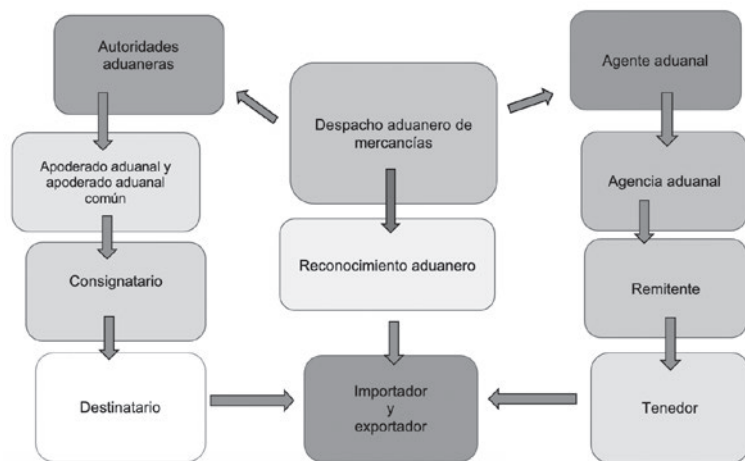 Autoridades
aduaneras
Agente aduanal
Despacho aduanero de
mercancías
Apoderado aduanal y
apoderado aduanal
común
Agencia aduanal
Reconocimiento aduanero
Consignatario
Remitente
Destinatario
Importador
y
exportador
Tenedor